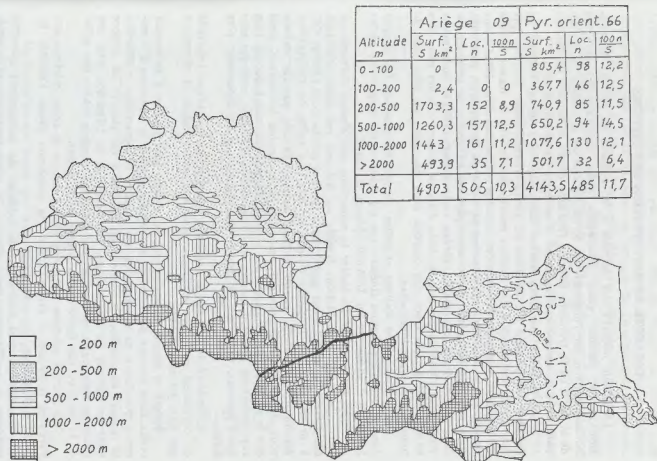 Ariège 09 Pyr. orient. 66
Altitude m Surf. S km² Loc. n 100n/S Surf. S km² Loc. n 100n/S
0-100 0 805,4 98 12,2
100-200 2,4 0 0 367,7 46 12,5
200-500 1703,3 152 8,9 740,9 85 11,5
500-1000 1260,3 157 12,5 650,2 94 14,5
1000-2000 1443 161 11,2 1077,6 130 12,1
>2000 493,9 35 7,1 501,7 32 6,4
Total 4903 505 10,3 4143,5 485 11,7
100m
0 - 200 m
200 - 500 m
500 - 1000 m
1000 - 2000 m
> 2000 m